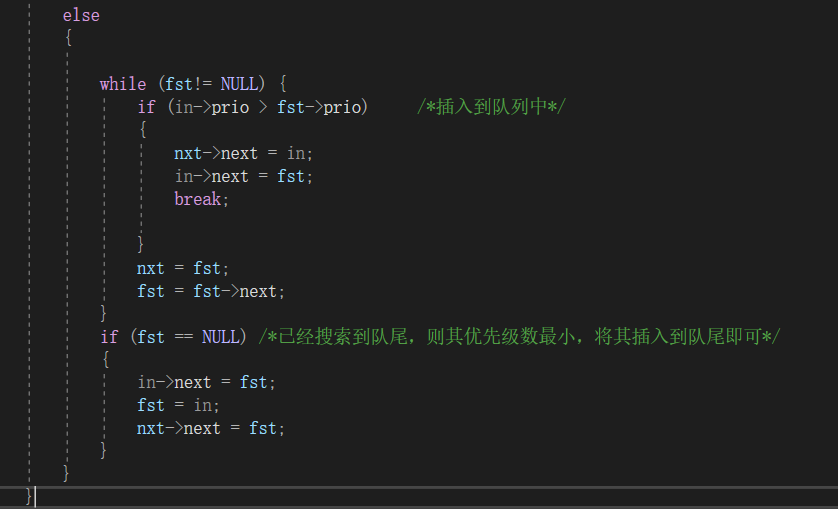 else
{
while (fst!= NULL) {
if (in->prio > fst->prio) /*插入到队列中*/
{
nxt->next = in;
in->next = fst;
break;
}
nxt = fst;
fst = fst->next;
}
if (fst == NULL) /*已经搜索到队尾，则其优先级数最小，将其插入到队尾即可*/
{
in->next = fst;
fst = in;
nxt->next = fst;
}
}
}